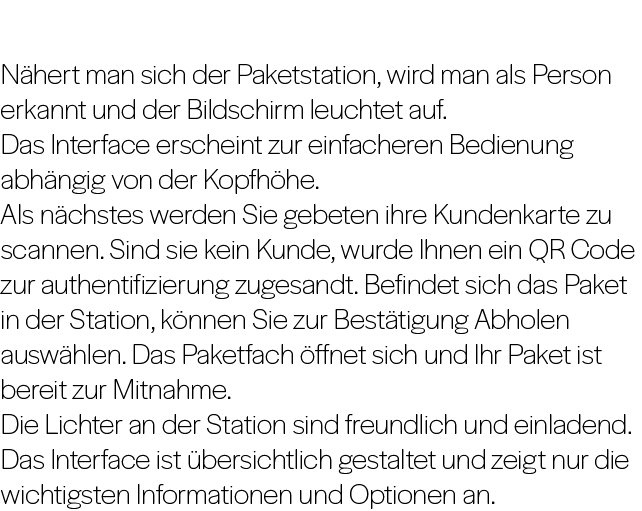 Nähert man sich der Paketstation, wird man als Person
erkannt und der Bildschirm leuchtet auf.
Das Interface erscheint zur einfacheren Bedienung
abhängig von der Kopfhöhe.
Als nächstes werden Sie gebeten ihre Kundenkarte zu
scannen. Sind sie kein Kunde, wurde Ihnen ein QR Code
zur authentifizierung zugesandt. Befindet sich das Paket
in der Station, können Sie zur Bestätigung Abholen
auswählen. Das Paketfach öffnet sich und Ihr Paket ist
bereit zur Mitnahme.
Die Lichter an der Station sind freundlich und einladend.
Das Interface ist übersichtlich gestaltet und zeigt nur die
wichtigsten Informationen und Optionen an.